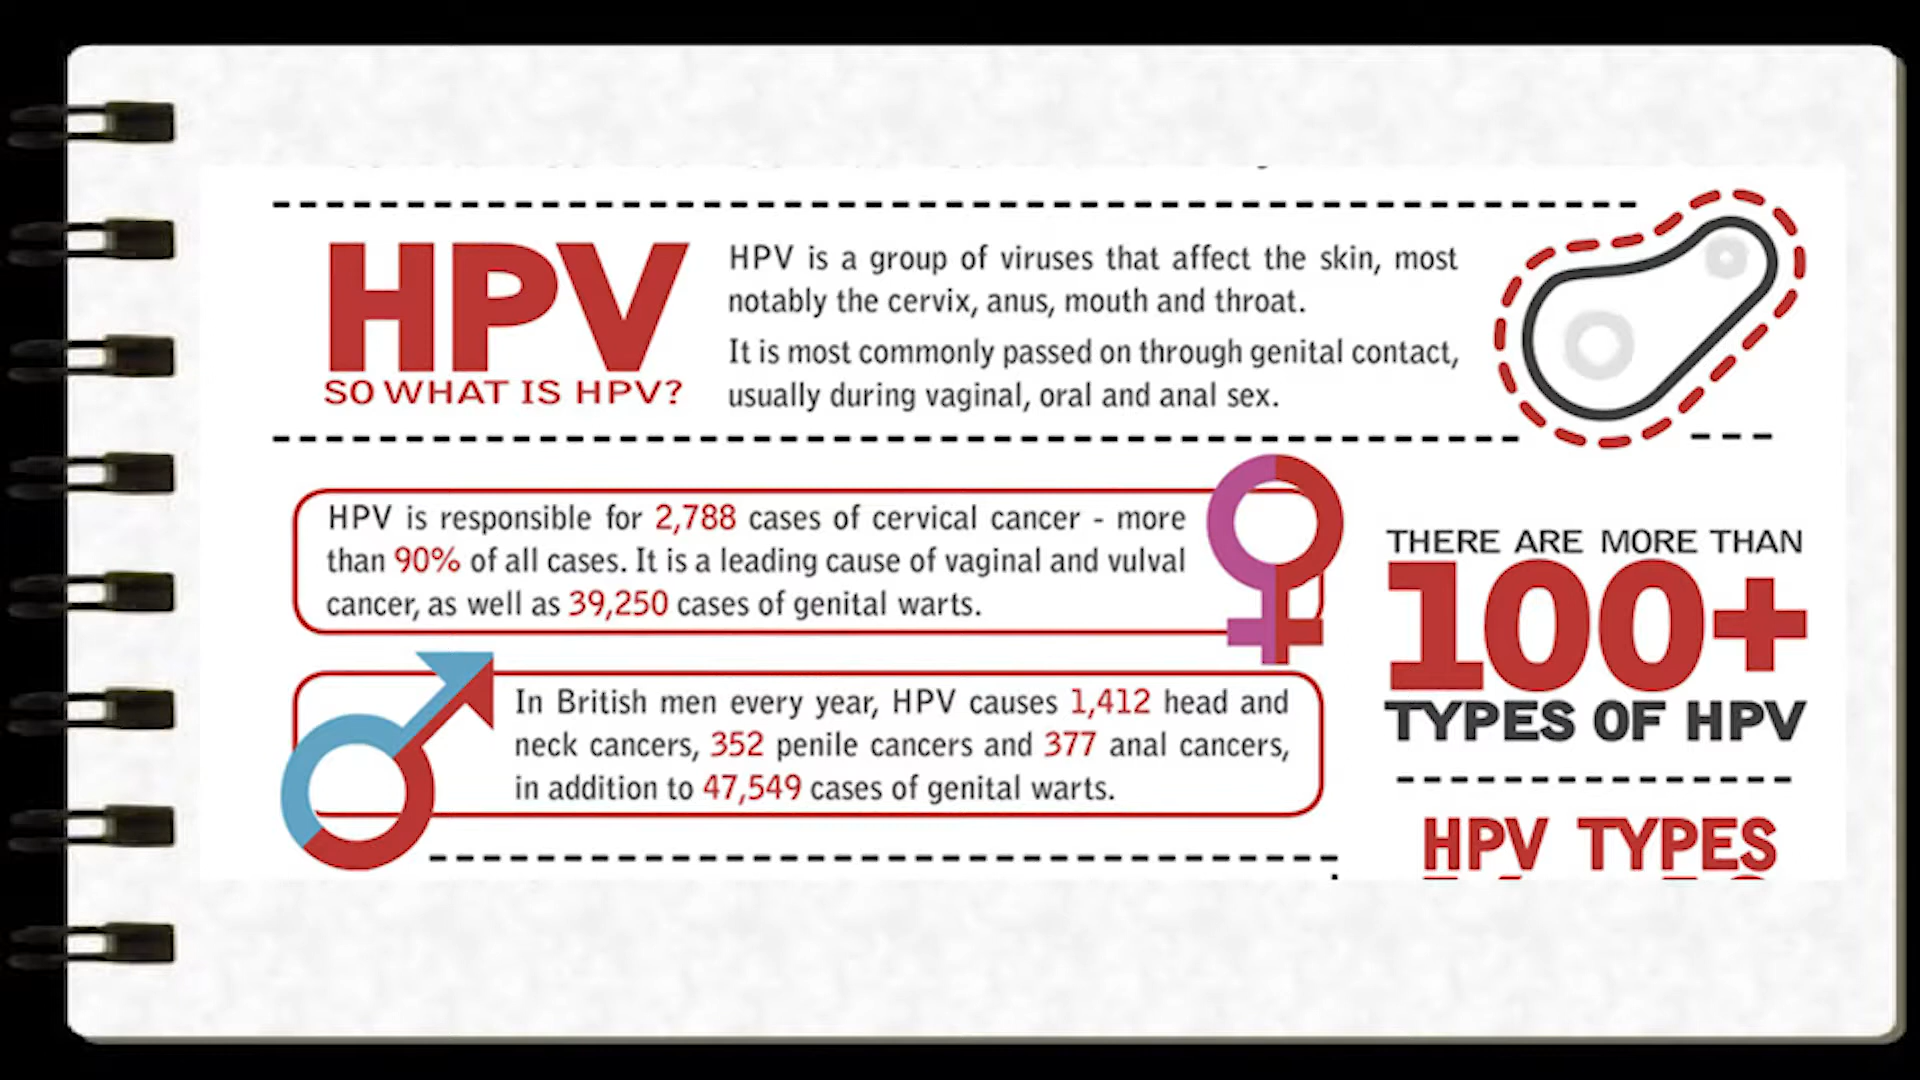 HPV
SO WHAT IS HPV?
HPV is a group of viruses that affect the skin, most
notably the cervix, anus, mouth and throat.
It is most commonly passed on through genital contact,
usually during vaginal, oral and anal sex.
HPV is responsible for 2,788 cases of cervical cancer - more
than 90% of all cases. It is a leading cause of vaginal and vulval
cancer, as well as 39,250 cases of genital warts.
In British men every year, HPV causes 1,412 head and
neck cancers, 352 penile cancers and 377 anal cancers,
in addition to 47,549 cases of genital warts.
THERE ARE MORE THAN
100+
TYPES OF HPV
HPV TYPES